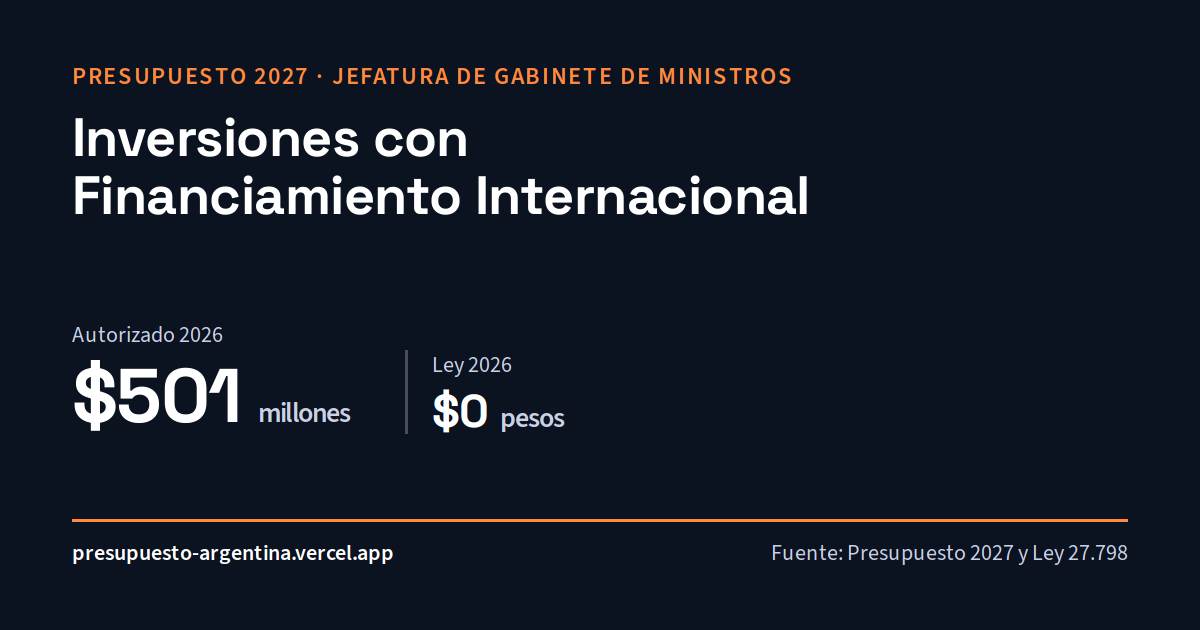 PRESUPUESTO 2027 · JEFATURA DE GABINETE DE MINISTROS
Inversiones con
Financiamiento Internacional
Autorizado 2026
$501 millones
Ley 2026
$0 pesos
presupuesto-argentina.vercel.app
Fuente: Presupuesto 2027 y Ley 27.798